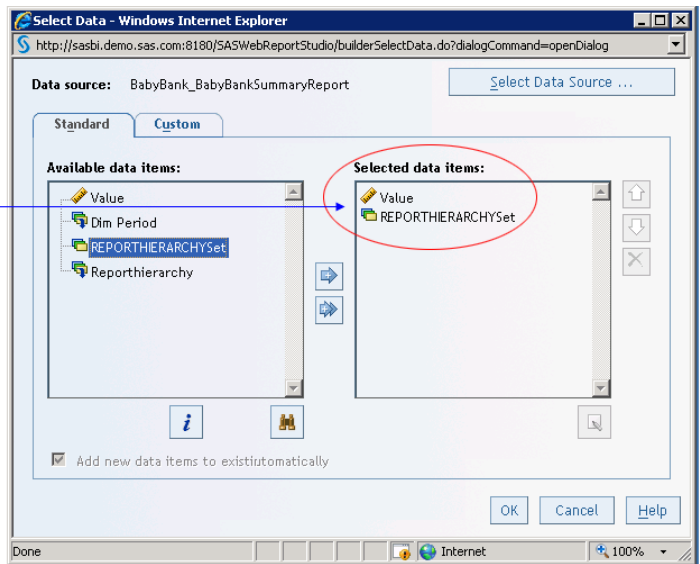 Select Data - Windows Internet Explorer
http://sasbi.demo.sas.com:8180/SASWebReportStudio/builderSelectData.do?dialogCommand=openDialog
Data source: BabyBank_BabyBankSummaryReport
Select Data Source ...
Standard Custom
Available data items:
Value
Dim Period
REPORTHIERARCHYSet
Reporthierarchy
Selected data items:
Value
REPORTHIERARCHYSet
i
Add new data items to existiutomatically
OK Cancel Help
Done Internet 100%